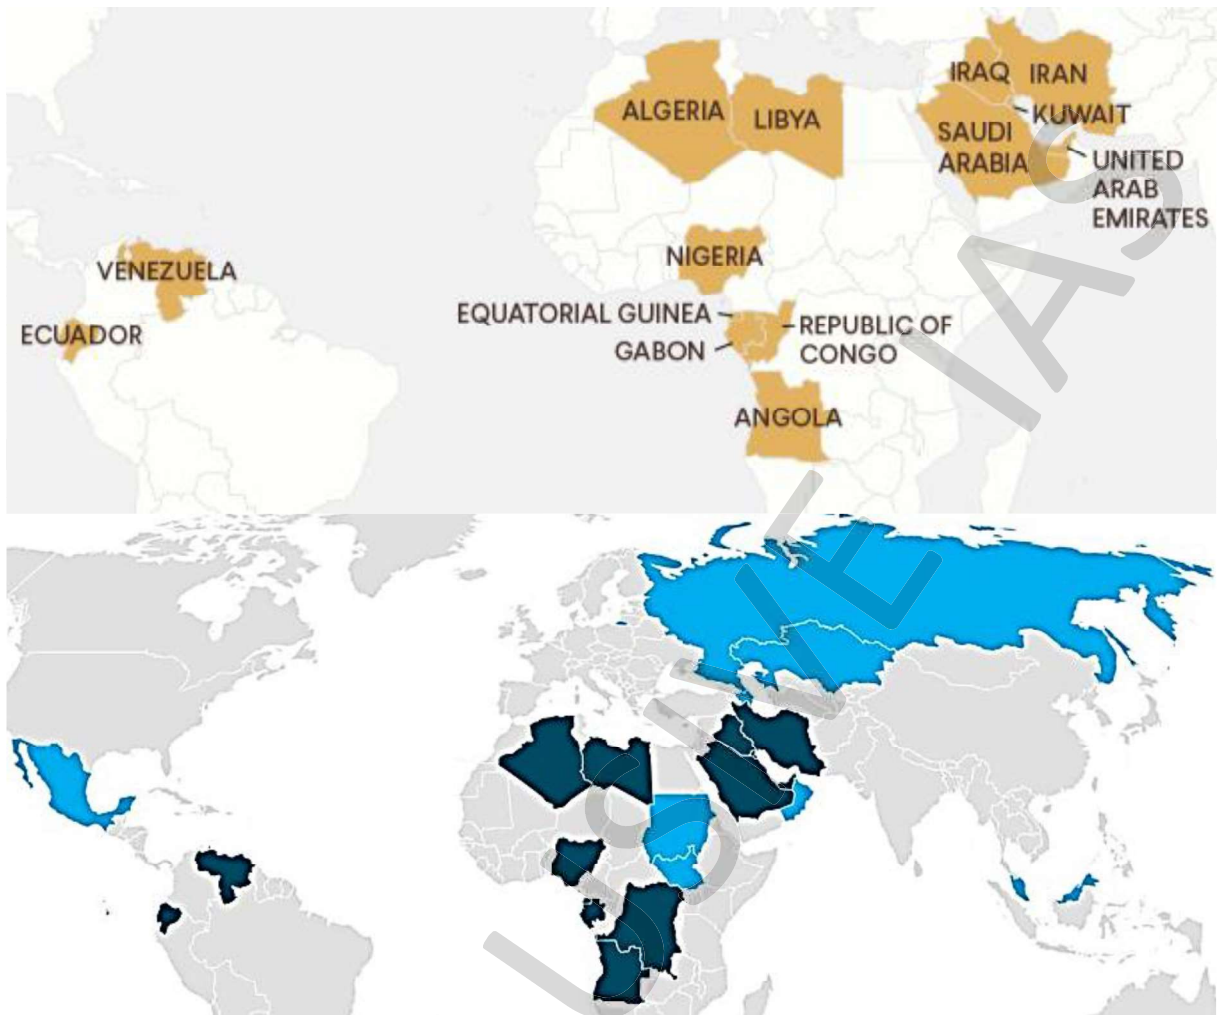 IRAQ IRAN
ALGERIA
LIBYA
KUWAIT
SAUDI
ARABIA
UNITED
ARAB
EMIRATES
NIGERIA
VENEZUELA
EQUATORIAL GUINEA
ECUADOR
REPUBLIC OF
CONGO
GABON
ANGOLA
IAS